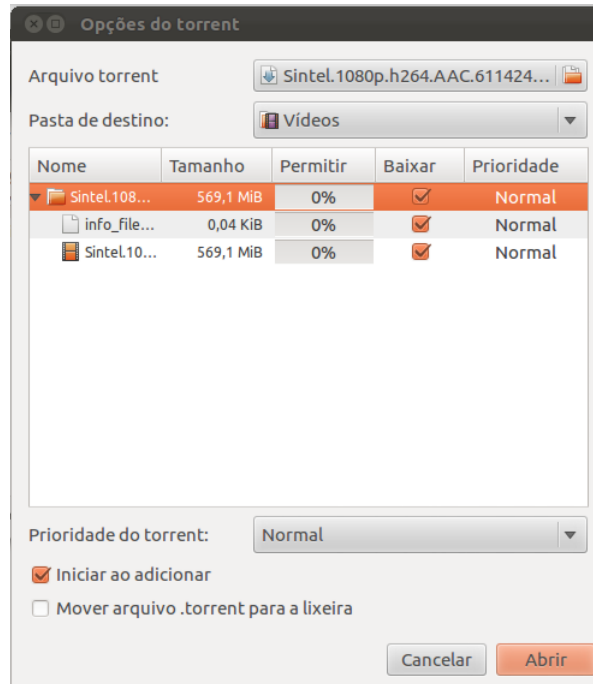 Opções do torrent
Arquivo torrent Sintel.1080p.h264.AAC.611424...
Pasta de destino: Vídeos
Nome Tamanho Permitir Baixar Prioridade
Sintel.108... 569,1 MiB 0% Normal
info_file... 0,04 KiB 0% Normal
Sintel.10... 569,1 MiB 0% Normal
Prioridade do torrent: Normal
Iniciar ao adicionar
Mover arquivo .torrent para a lixeira
Cancelar Abrir